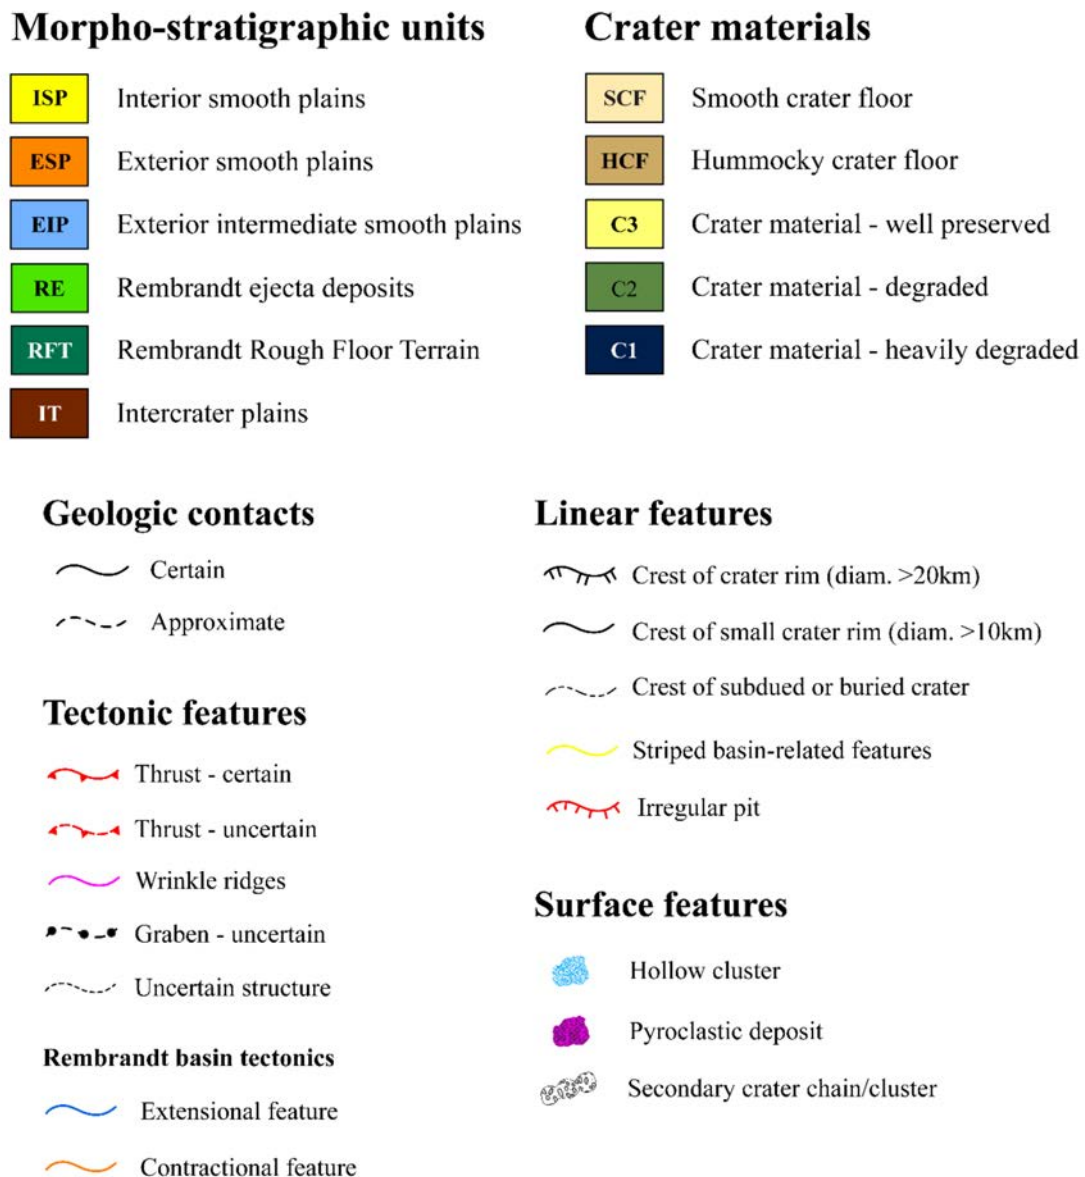 Morpho-stratigraphic units
ISP Interior smooth plains
ESP Exterior smooth plains
EIP Exterior intermediate smooth plains
RE Rembrandt ejecta deposits
RFT Rembrandt Rough Floor Terrain
IT Intercrater plains
Crater materials
SCF Smooth crater floor
HCF Hummocky crater floor
C3 Crater material - well preserved
C2 Crater material - degraded
C1 Crater material - heavily degraded
Geologic contacts
Certain
Approximate
Tectonic features
Thrust - certain
Thrust - uncertain
Wrinkle ridges
Graben - uncertain
Uncertain structure
Rembrandt basin tectonics
Extensional feature
Contractional feature
Linear features
Crest of crater rim (diam. >20km)
Crest of small crater rim (diam. >10km)
Crest of subdued or buried crater
Striped basin-related features
Irregular pit
Surface features
Hollow cluster
Pyroclastic deposit
Secondary crater chain/cluster